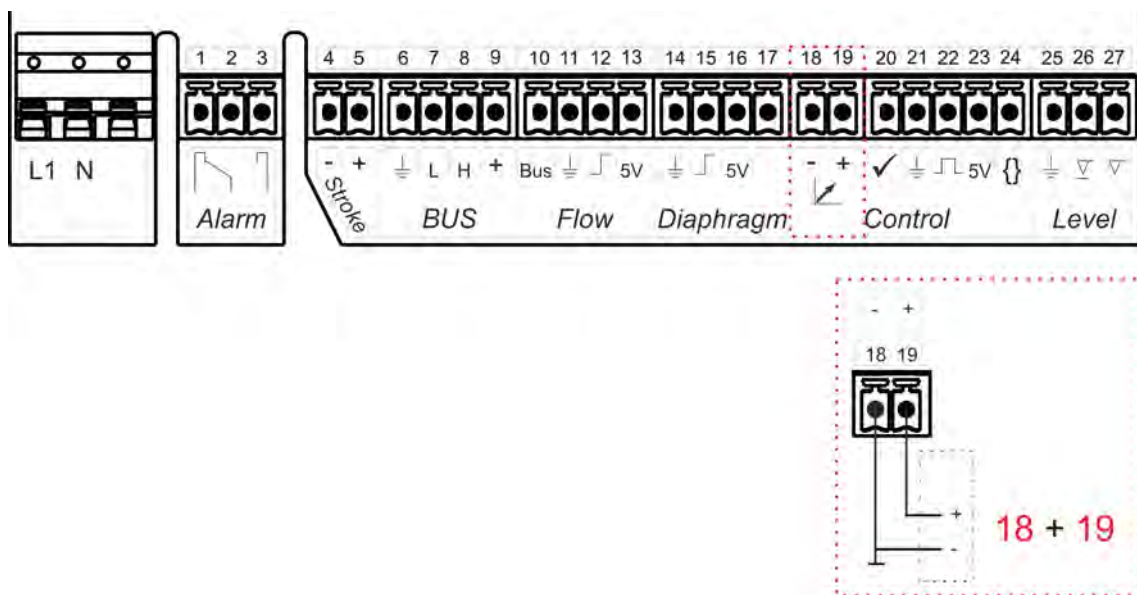 1 2 3 4 5 6 7 8 9 10 11 12 13 14 15 16 17 18 19 20 21 22 23 24 25 26 27
L1 N - + L H + Bus 5V 5V - + ✓ 5V {}
Stroke
Alarm BUS Flow Diaphragm Control Level
- +
18 19
+
18 + 19
-